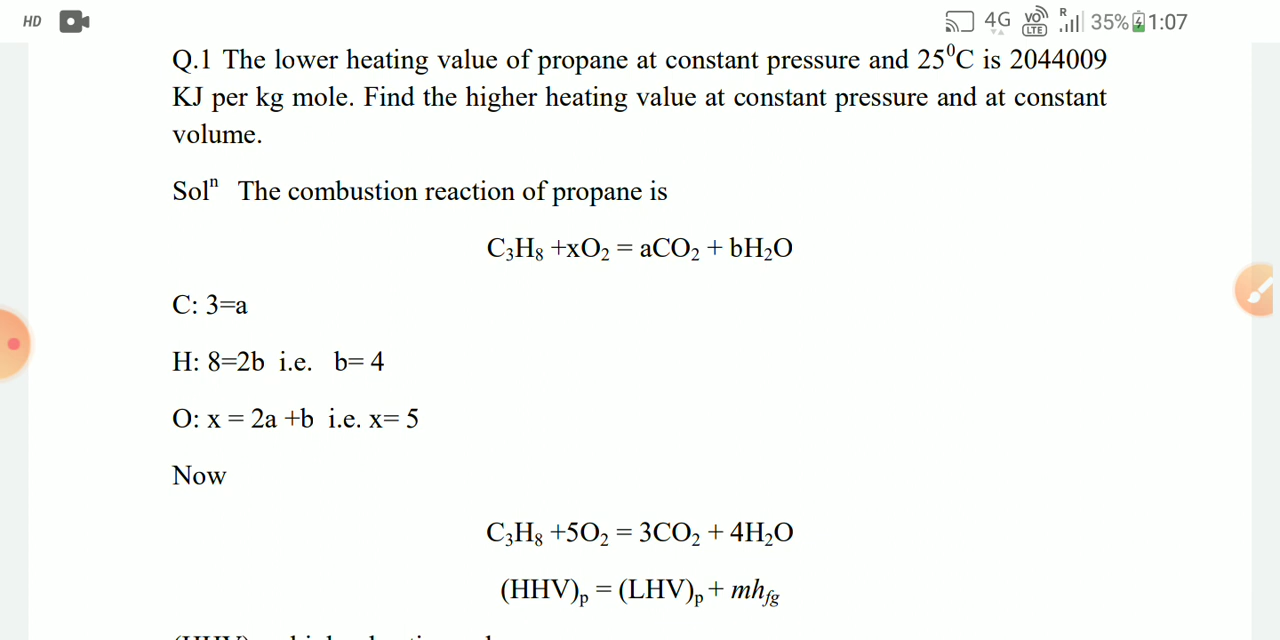 HD 4G VO LTE R 35% 1:07
Q.1 The lower heating value of propane at constant pressure and 25⁰C is 2044009
KJ per kg mole. Find the higher heating value at constant pressure and at constant
volume.
Solⁿ The combustion reaction of propane is
C₃H₈ +xO₂ = aCO₂ + bH₂O
C: 3=a
H: 8=2b i.e. b= 4
O: x = 2a +b i.e. x= 5
Now
C₃H₈ +5O₂ = 3CO₂ + 4H₂O
(HHV)ₚ = (LHV)ₚ + mh_fg